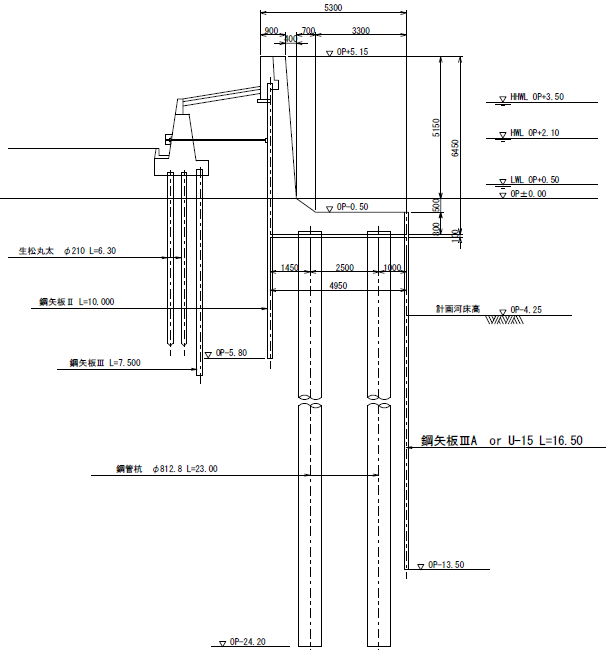 5300
900
700
3300
400
OP+5.15
HHWL OP+3.50
HWL OP+2.10
LWL OP+0.50
OP±0.00
5150
6450
OP-0.50
500
800
100
生松丸太 φ210 L=6.30
1450
2500
1000
4950
鋼矢板Ⅱ L=10.000
計画河床高 OP-4.25
OP-5.80
鋼矢板Ⅲ L=7.500
鋼矢板ⅢA or U-15 L=16.50
鋼管杭 φ812.8 L=23.00
OP-13.50
OP-24.20